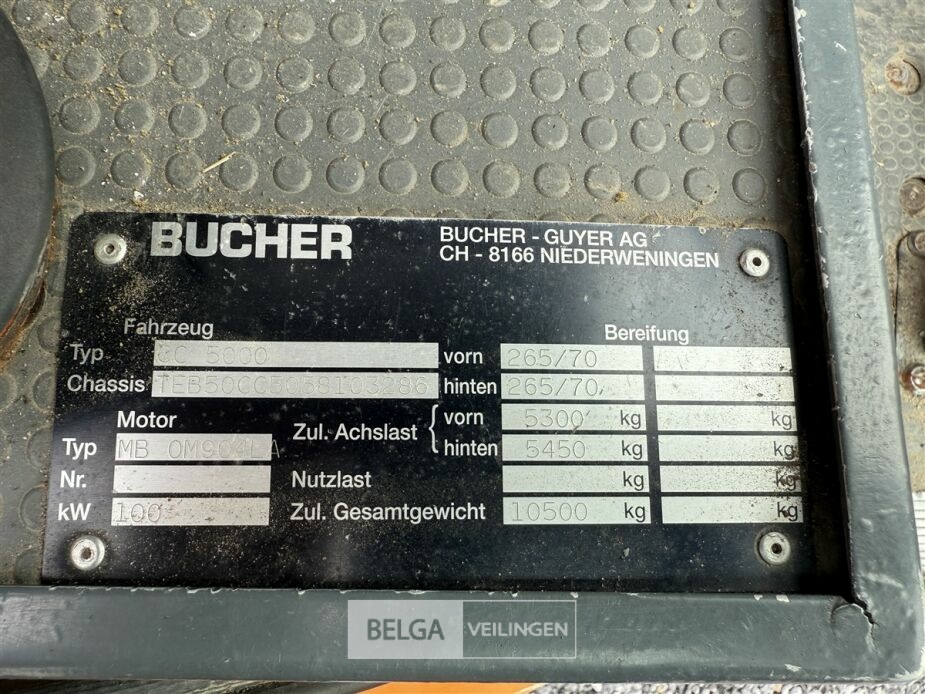 BUCHER
BUCHER - GUYER AG
CH - 8166 NIEDERWENINGEN
Fahrzeug Bereifung
Typ CC 5000 vorn 265/70
Chassis hinten 265/70
Motor Zul. Achslast vorn 5300 kg kg
Typ MB OM904LA hinten 5450 kg kg
Nr. Nutzlast kg kg
kW 100 Zul. Gesamtgewicht 10500 kg kg
BELGA VEILINGEN